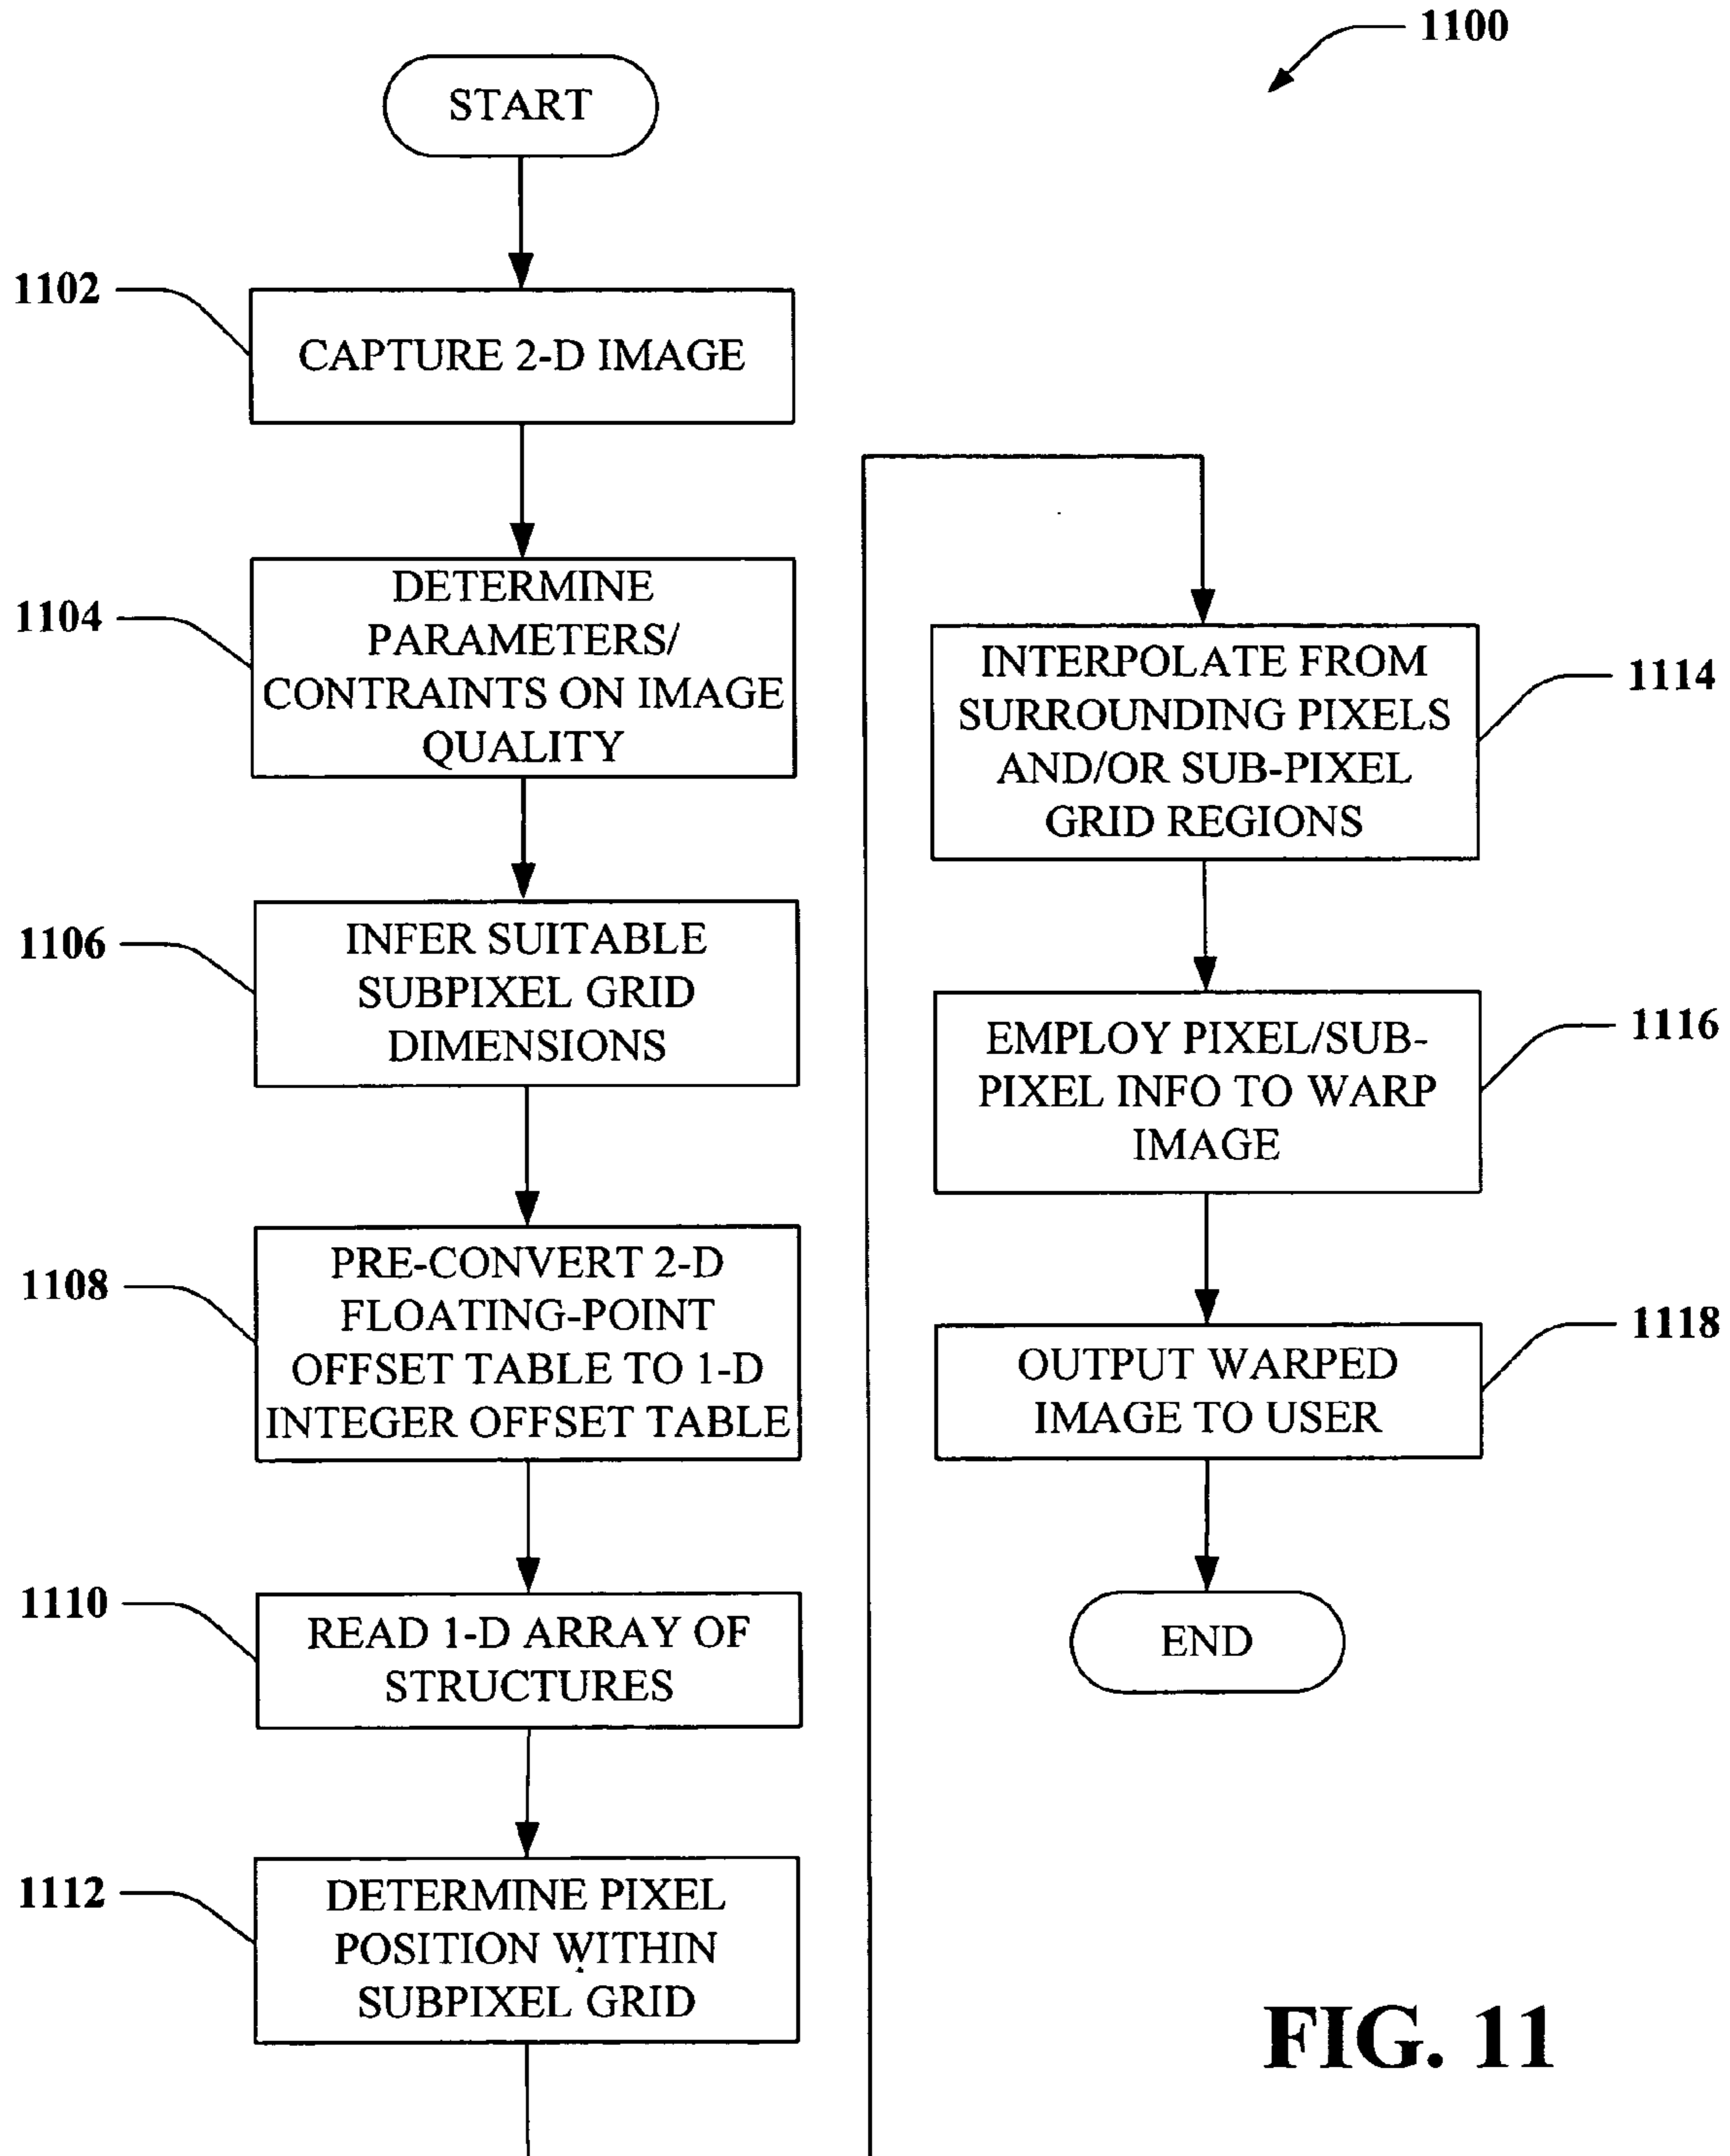 1100
START
1102
CAPTURE 2-D IMAGE
1104
DETERMINE
PARAMETERS/
CONTRAINTS ON IMAGE
QUALITY
1106
INFER SUITABLE
SUBPIXEL GRID
DIMENSIONS
1108
PRE-CONVERT 2-D
FLOATING-POINT
OFFSET TABLE TO 1-D
INTEGER OFFSET TABLE
1110
READ 1-D ARRAY OF
STRUCTURES
1112
DETERMINE PIXEL
POSITION WITHIN
SUBPIXEL GRID
INTERPOLATE FROM
SURROUNDING PIXELS
AND/OR SUB-PIXEL
GRID REGIONS
1114
EMPLOY PIXEL/SUB-
PIXEL INFO TO WARP
IMAGE
1116
OUTPUT WARPED
IMAGE TO USER
1118
END
FIG. 11